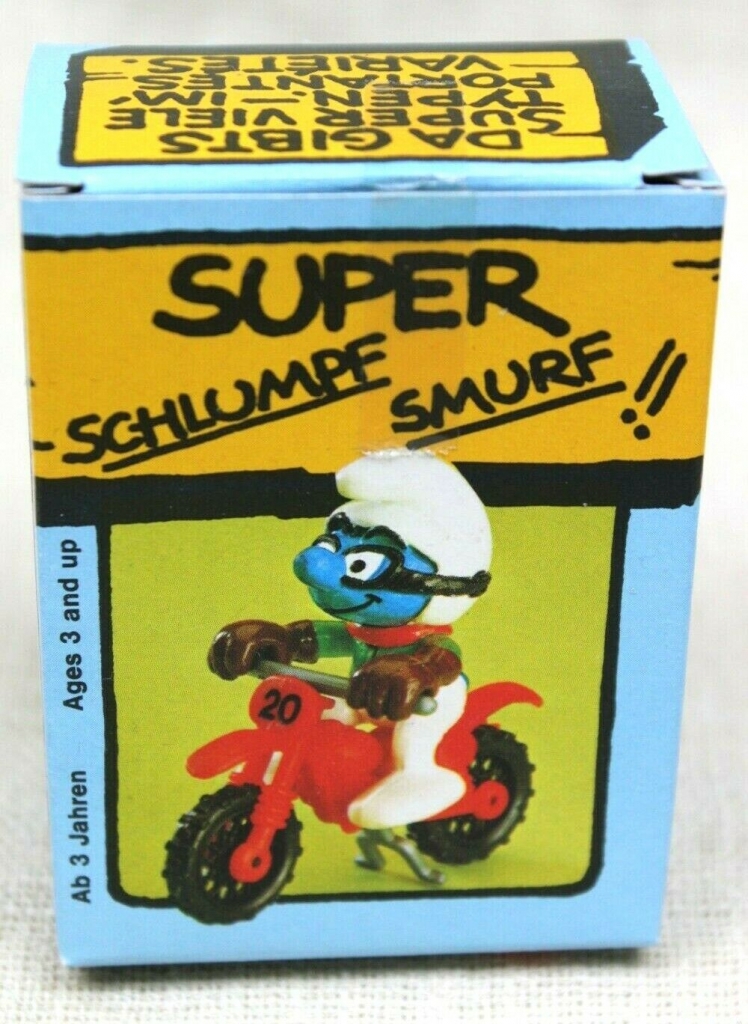 DA GIBTS
SUPER VIELE
TYPEN.-IM-
PORTANTES
VARIETES.
SUPER
SCHLUMPF
SMURF!!
Ab 3 Jahren Ages 3 and up
20